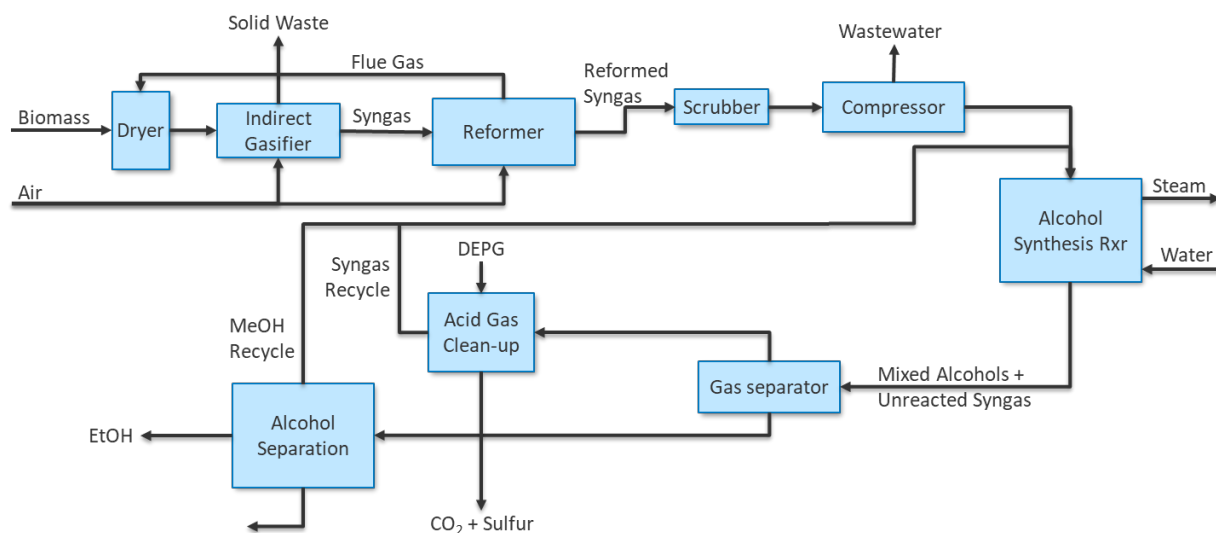 Solid Waste
Wastewater
Flue Gas
Reformed
Syngas
Biomass
Dryer
Indirect
Gasifier
Syngas
Reformer
Scrubber
Compressor
Air
Steam
Alcohol
Synthesis Rxr
Water
DEPG
Syngas
Recycle
Acid Gas
Clean-up
MeOH
Recycle
Gas separator
Mixed Alcohols +
Unreacted Syngas
EtOH
Alcohol
Separation
CO₂ + Sulfur